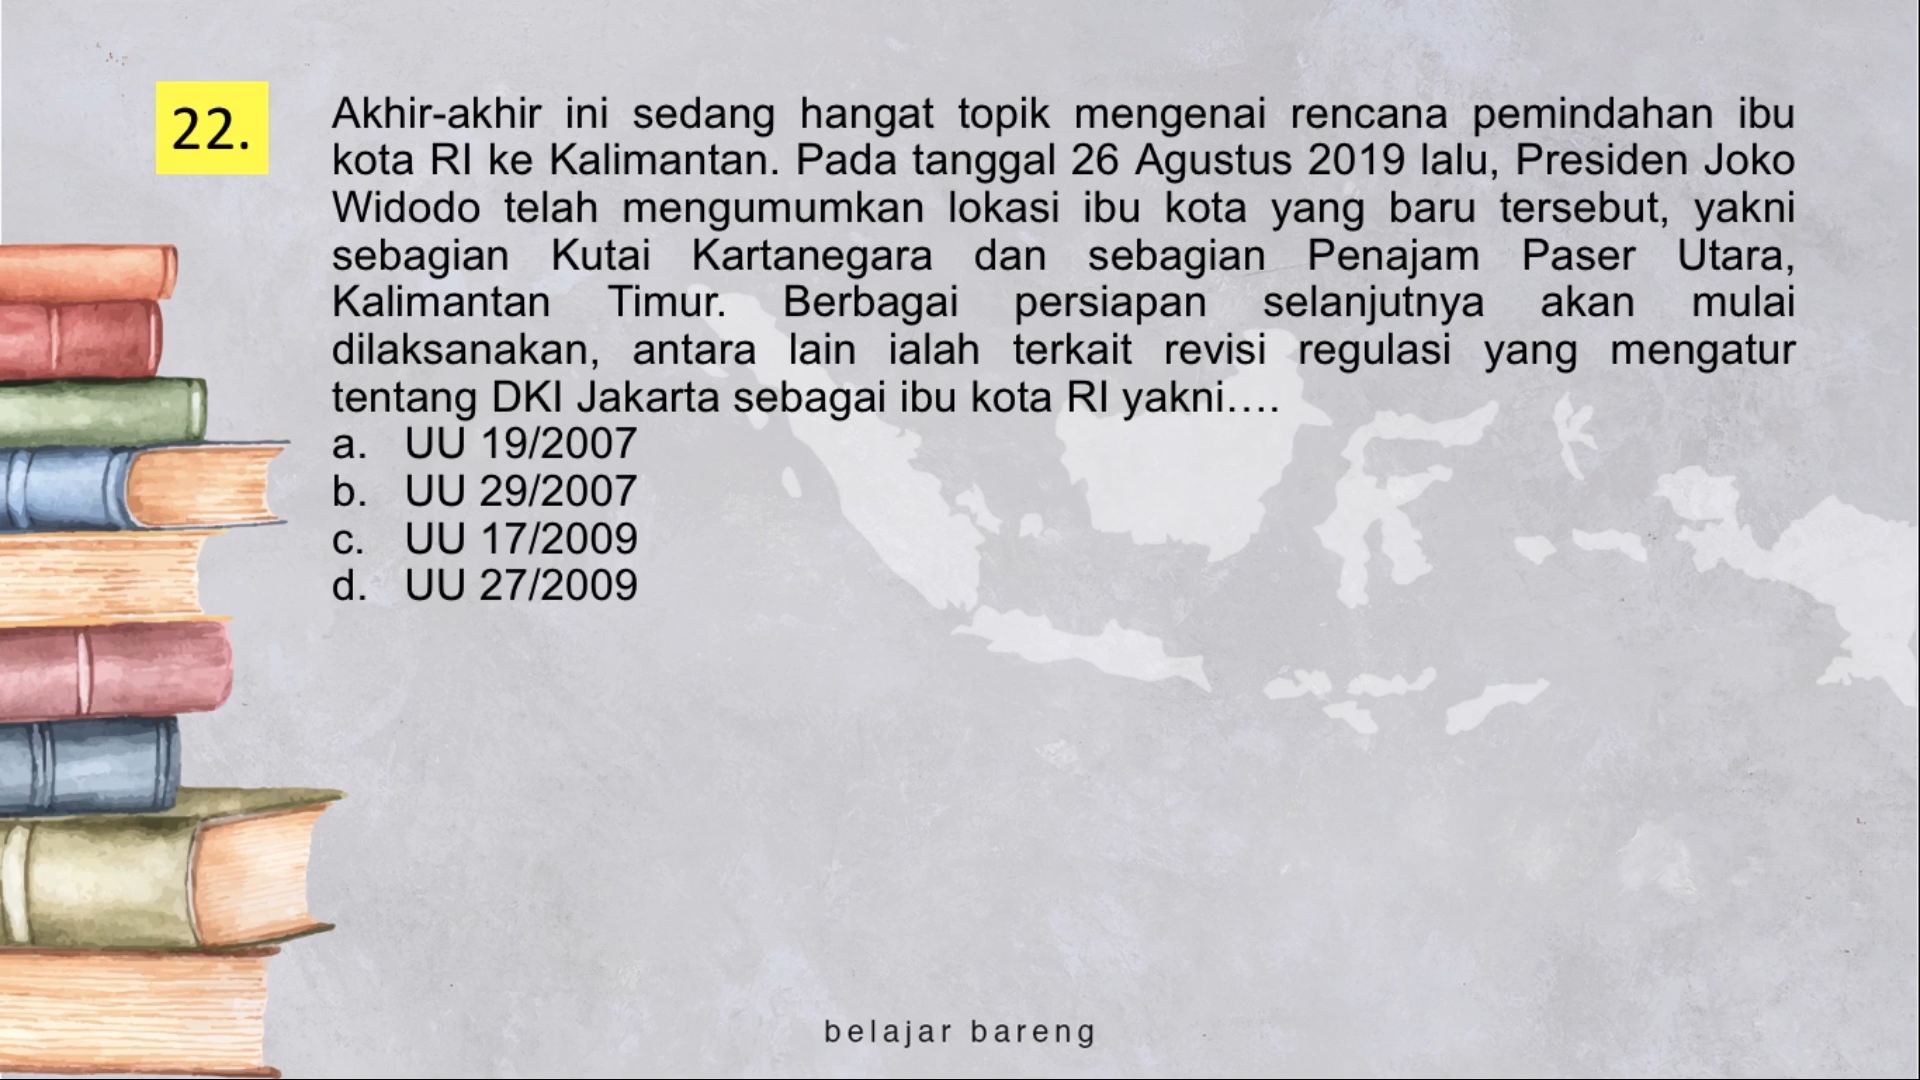 22.
Akhir-akhir ini sedang hangat topik mengenai rencana pemindahan ibu
kota RI ke Kalimantan. Pada tanggal 26 Agustus 2019 lalu, Presiden Joko
Widodo telah mengumumkan lokasi ibu kota yang baru tersebut, yakni
sebagian Kutai Kartanegara dan sebagian Penajam Paser Utara,
Kalimantan Timur. Berbagai persiapan selanjutnya akan mulai
dilaksanakan, antara lain ialah terkait revisi regulasi yang mengatur
tentang DKI Jakarta sebagai ibu kota RI yakni....
a. UU 19/2007
b. UU 29/2007
c. UU 17/2009
d. UU 27/2009
belajar bareng